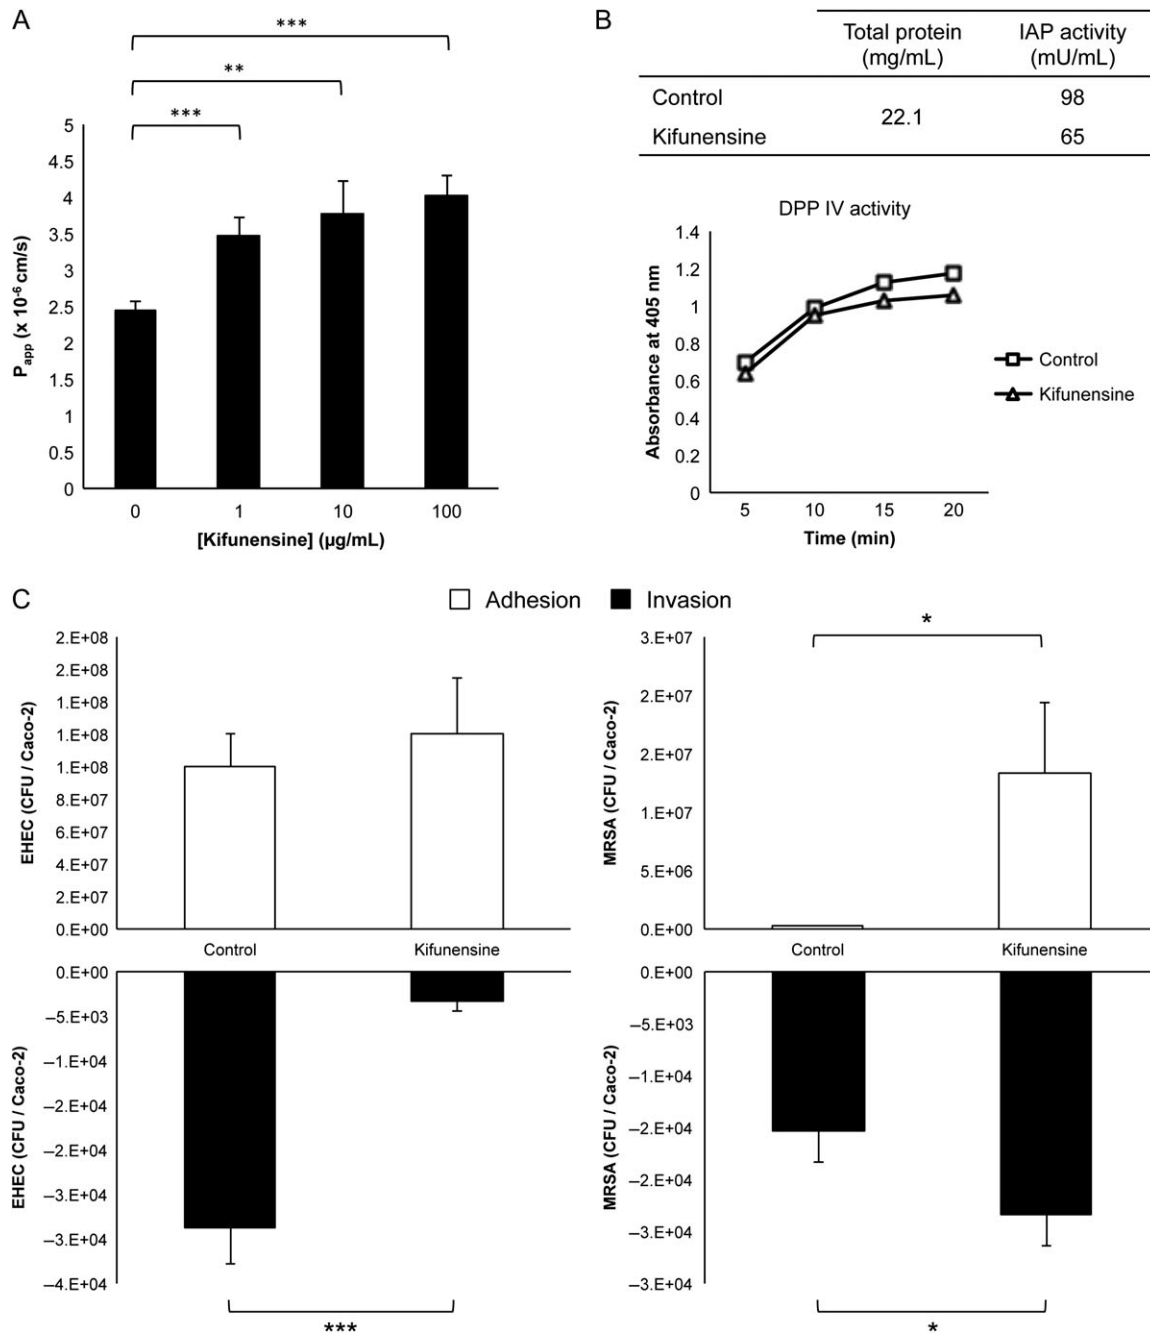 A
***
**
***
5
4.5
4
3.5
3
2.5
2
1.5
1
0.5
0
Papp (x 10-6 cm/s)
0 1 10 100
[Kifunensine] (µg/mL)
B
Total protein (mg/mL) IAP activity (mU/mL)
Control 98
22.1
Kifunensine 65
DPP IV activity
1.4
1.2
1
0.8
0.6
0.4
0.2
0
Absorbance at 405 nm
5 10 15 20
Time (min)
Control
Kifunensine
C
Adhesion Invasion
2.E+08
2.E+08
1.E+08
1.E+08
1.E+08
8.E+07
6.E+07
4.E+07
2.E+07
0.E+00
EHEC (CFU / Caco-2)
Control Kifunensine
0.E+00
–5.E+03
–1.E+04
–2.E+04
–2.E+04
–3.E+04
–3.E+04
–4.E+04
EHEC (CFU / Caco-2)
***
*
3.E+07
2.E+07
2.E+07
1.E+07
5.E+06
0.E+00
MRSA (CFU / Caco-2)
Control Kifunensine
0.E+00
–5.E+03
–1.E+04
–2.E+04
–2.E+04
–3.E+04
–3.E+04
MRSA (CFU / Caco-2)
*